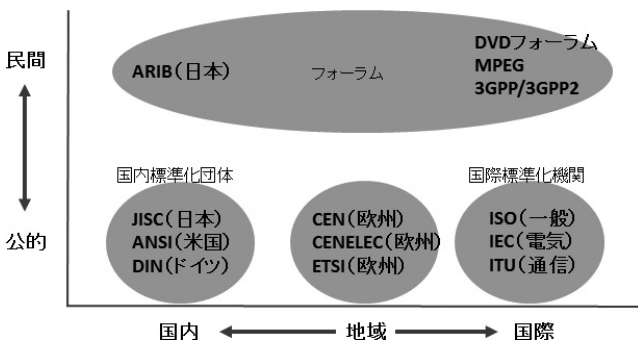 民間
公的
ARIB（日本）
フォーラム
DVDフォーラム
MPEG
3GPP/3GPP2
国内標準化団体
JISC（日本）
ANSI（米国）
DIN（ドイツ）
CEN（欧州）
CENELEC（欧州）
ETSI（欧州）
国際標準化機関
ISO（一般）
IEC（電気）
ITU（通信）
国内
地域
国際